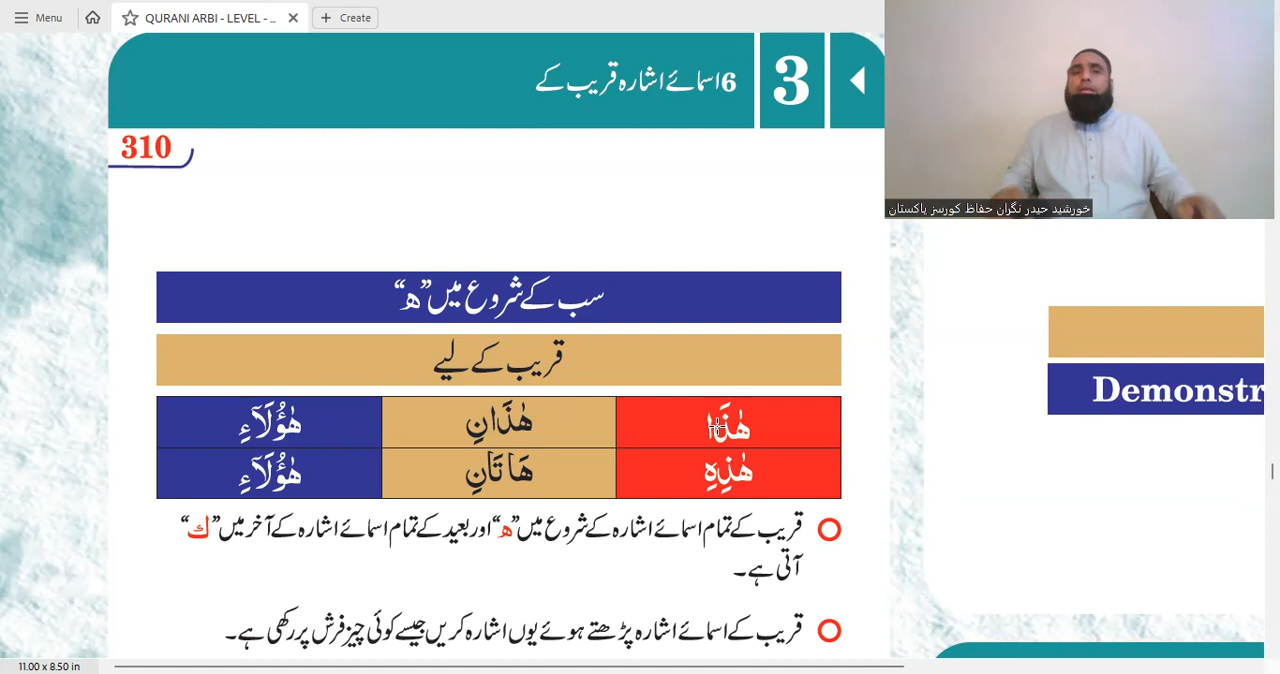 Menu
QURANI ARBI - LEVEL - ...
Create
3
6 اسمائے اشارہ قریب کے
310
خورشید حیدر نگران حفاظ کورسز پاکستان
سب کے شروع میں ”ھ“
قریب کے لیے
هٰذَا هٰذَانِ هٰؤُلَآءِ
هٰذِهِ هَاتَانِ هٰؤُلَآءِ
قریب کے تمام اسمائے اشارہ کے شروع میں ”ھ“ اور بعید کے تمام اسمائے اشارہ کے آخر میں ”ك“
آتی ہے۔
قریب کے اسمائے اشارہ پڑھتے ہوئے یوں اشارہ کریں جیسے کوئی چیز فرش پر رکھی ہے۔
Demonstr
11.00 x 8.50 in